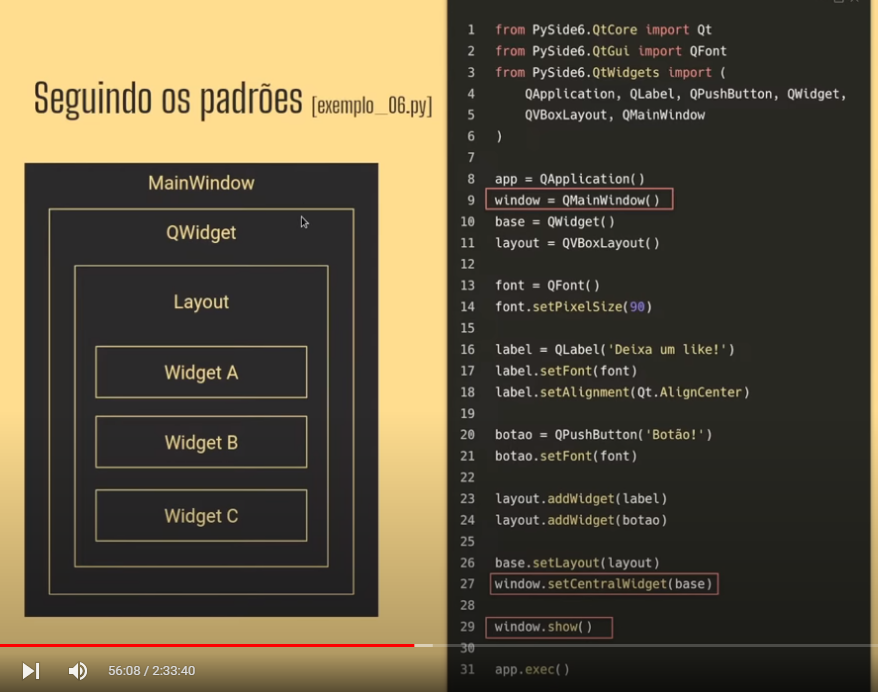 Seguindo os padrões [exemplo_06.py]
MainWindow
QWidget
Layout
Widget A
Widget B
Widget C
1 from PySide6.QtCore import Qt
2 from PySide6.QtGui import QFont
3 from PySide6.QtWidgets import (
4     QApplication, QLabel, QPushButton, QWidget,
5     QVBoxLayout, QMainWindow
6 )
7
8 app = QApplication()
9 window = QMainWindow()
10 base = QWidget()
11 layout = QVBoxLayout()
12
13 font = QFont()
14 font.setPixelSize(90)
15
16 label = QLabel('Deixa um like!')
17 label.setFont(font)
18 label.setAlignment(Qt.AlignCenter)
19
20 botao = QPushButton('Botão!')
21 botao.setFont(font)
22
23 layout.addWidget(label)
24 layout.addWidget(botao)
25
26 base.setLayout(layout)
27 window.setCentralWidget(base)
28
29 window.show()
30
31 app.exec()
56:08 / 2:33:40